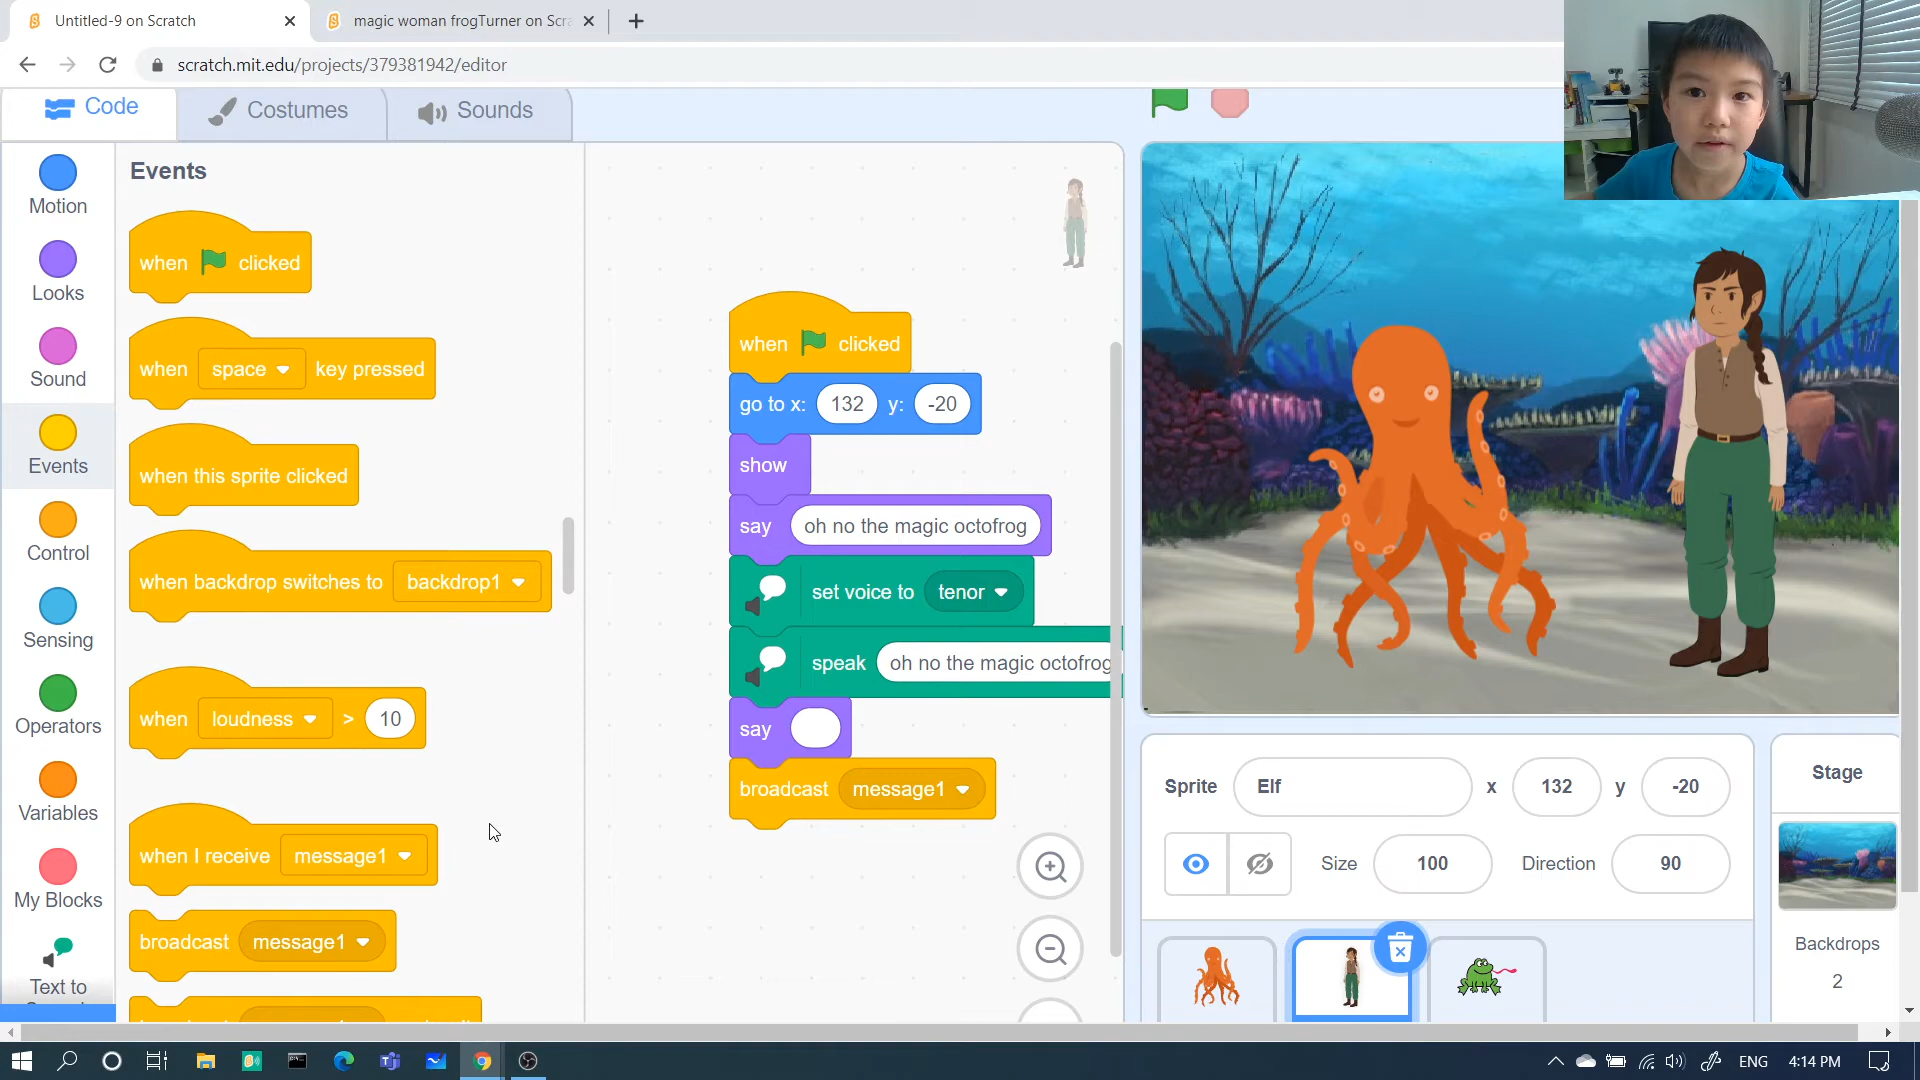 Untitled-9 on Scratch
magic woman frogTurner on Scra
scratch.mit.edu/projects/379381942/editor
Code
Costumes
Sounds
Motion
Looks
Sound
Events
Control
Sensing
Operators
Variables
My Blocks
Text to
Events
when clicked
when space key pressed
when this sprite clicked
when backdrop switches to backdrop1
when loudness > 10
when I receive message1
broadcast message1
when clicked
go to x: 132 y: -20
show
say oh no the magic octofrog
set voice to tenor
speak oh no the magic octofrog
say
broadcast message1
Sprite Elf x 132 y -20
Size 100 Direction 90
Stage
Backdrops
2
ENG 4:14 PM